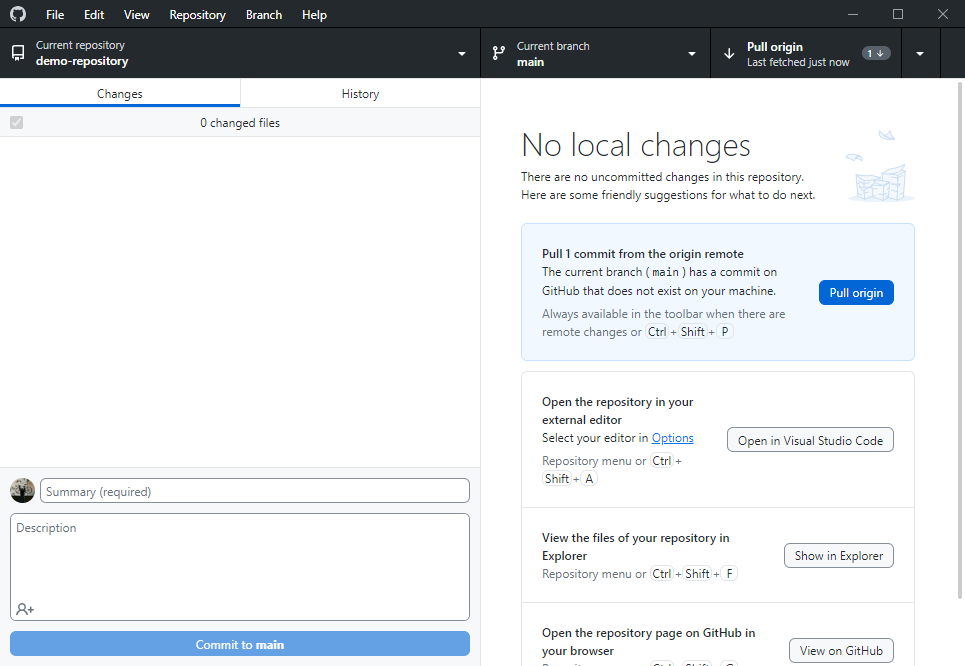 File Edit View Repository Branch Help
Current repository
demo-repository
Current branch
main
Pull origin
Last fetched just now
1
Changes
History
0 changed files
No local changes
There are no uncommitted changes in this repository.
Here are some friendly suggestions for what to do next.
Pull 1 commit from the origin remote
The current branch ( main ) has a commit on
GitHub that does not exist on your machine.
Always available in the toolbar when there are
remote changes or Ctrl + Shift + P
Pull origin
Open the repository in your
external editor
Select your editor in Options
Repository menu or Ctrl +
Shift + A
Open in Visual Studio Code
View the files of your repository in
Explorer
Repository menu or Ctrl + Shift + F
Show in Explorer
Open the repository page on GitHub in
your browser
View on GitHub
Summary (required)
Description
Commit to main